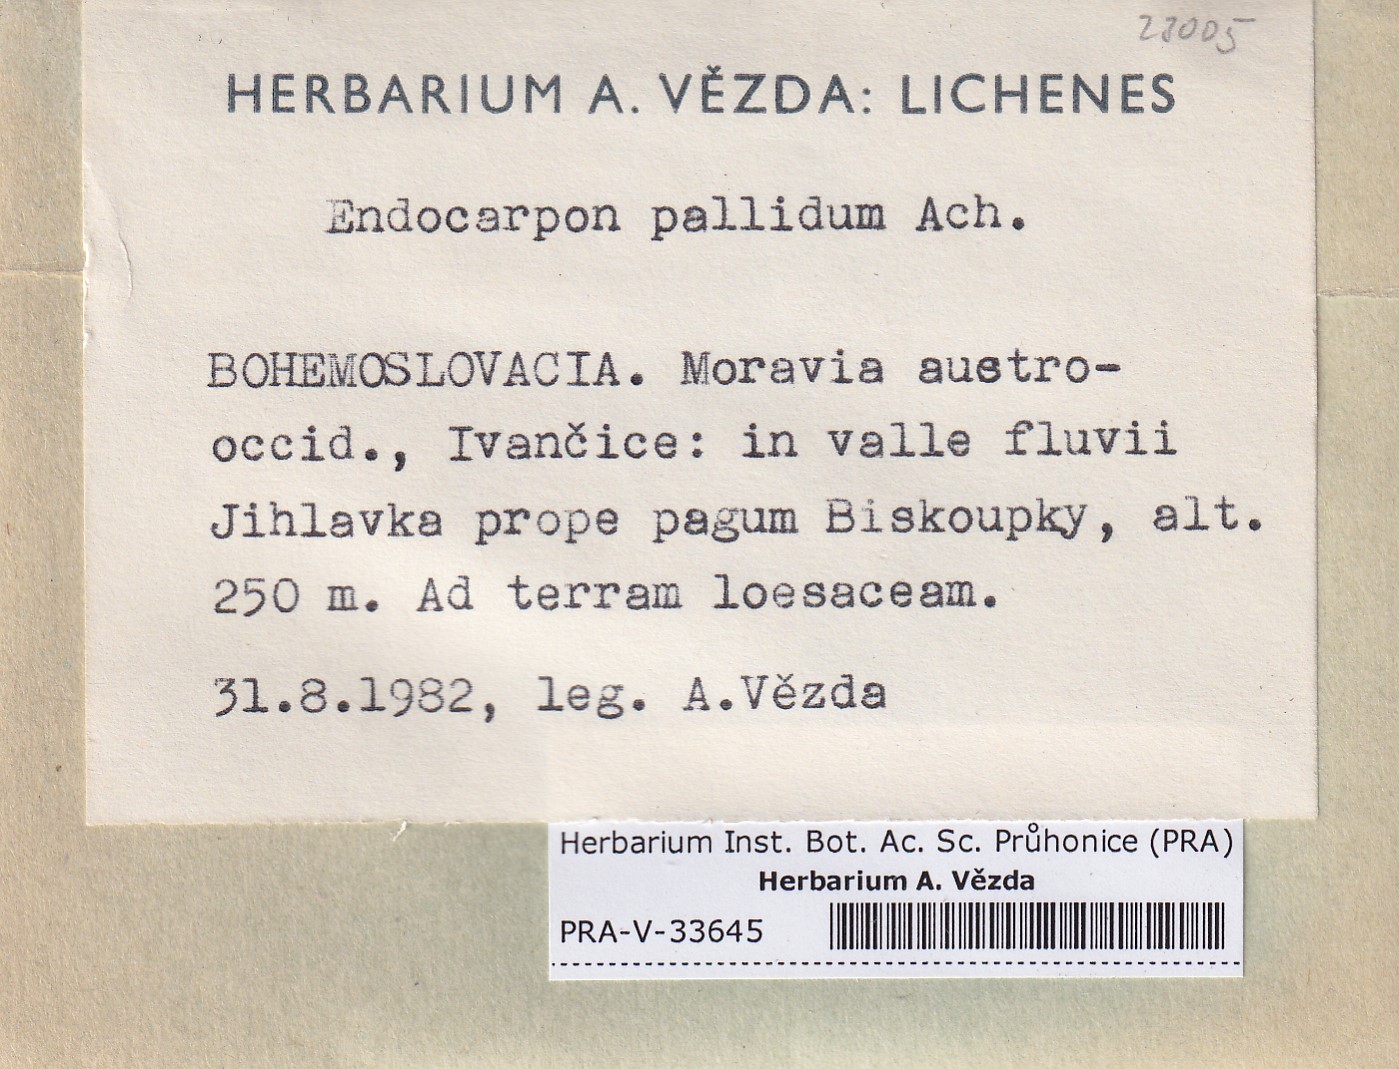 23005
HERBARIUM A. VĚZDA: LICHENES
Endocarpon pallidum Ach.
BOHEMOSLOVACIA. Moravia austro-
occid., Ivančice: in valle fluvii
Jihlavka prope pagum Biskoupky, alt.
250 m. Ad terram loesaceam.
31.8.1982, leg. A.Vězda
Herbarium Inst. Bot. Ac. Sc. Průhonice (PRA)
Herbarium A. Vězda
PRA-V-33645